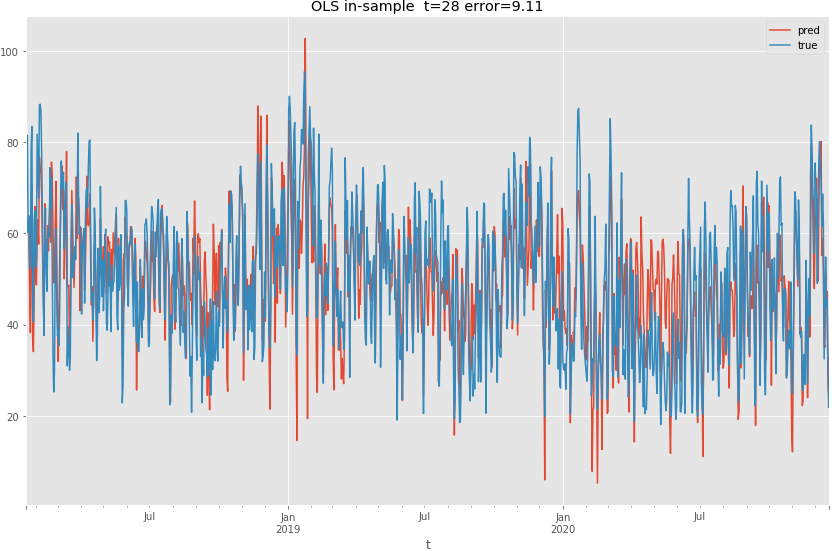 OLS in-sample  t=28 error=9.11
pred
true
100
80
60
40
20
Jul
Jan
2019
Jul
Jan
2020
Jul
t